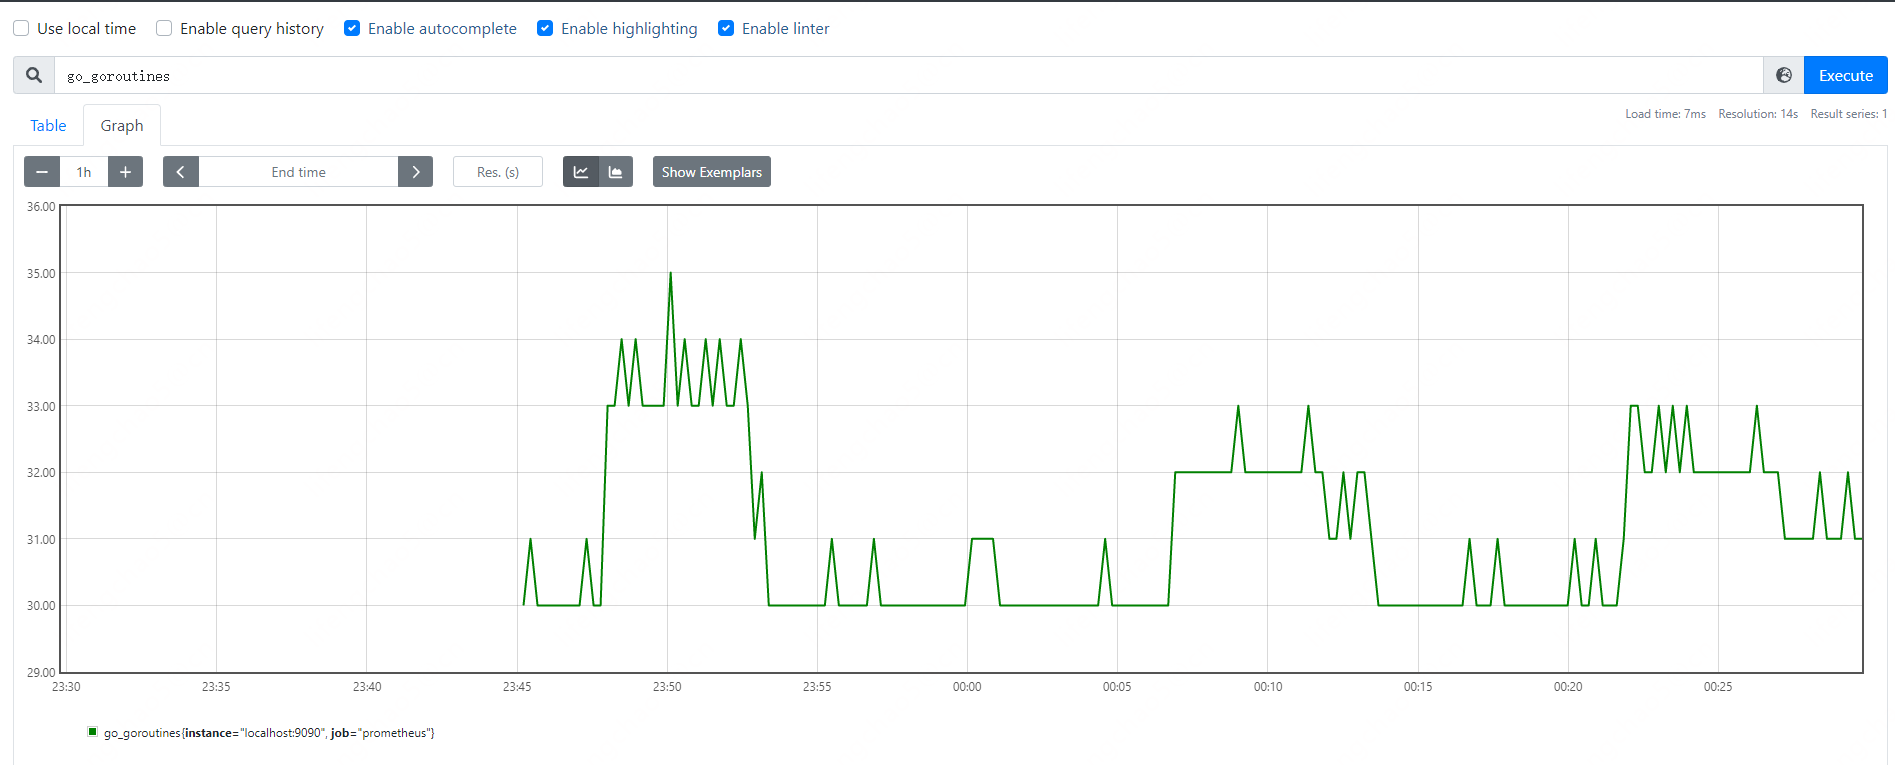 Use local time Enable query history Enable autocomplete Enable highlighting Enable linter
go_goroutines Execute
Table Graph Load time: 7ms Resolution: 14s Result series: 1
1h End time Res. (s) Show Exemplars
36.00
35.00
34.00
33.00
32.00
31.00
30.00
29.00
23:30 23:35 23:40 23:45 23:50 23:55 00:00 00:05 00:10 00:15 00:20 00:25
go_goroutines{instance="localhost:9090", job="prometheus"}